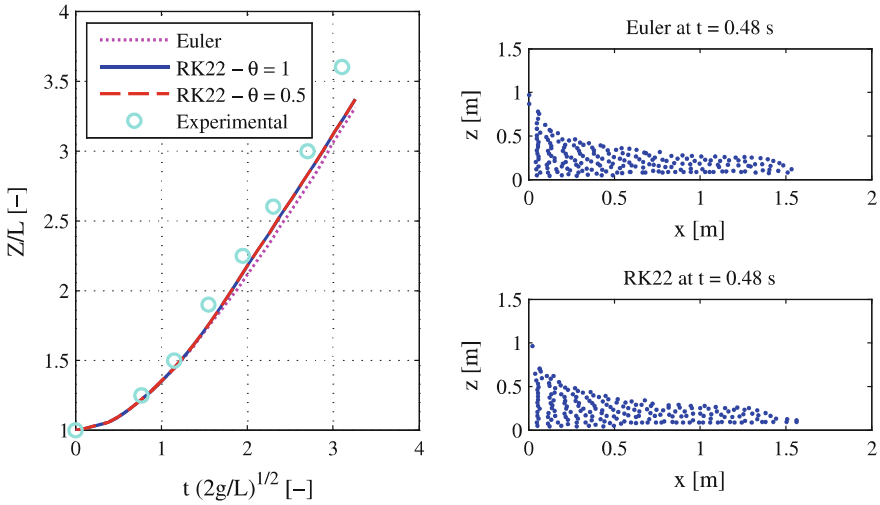 4
3.5
3
2.5
2
1.5
1
0
1
2
3
4
Z/L [−]
t (2g/L)^1/2 [−]
Euler
RK22 − θ = 1
RK22 − θ = 0.5
Experimental
Euler at t = 0.48 s
1.5
1
0.5
0
0
0.5
1
1.5
2
z [m]
x [m]
RK22 at t = 0.48 s
1.5
1
0.5
0
0
0.5
1
1.5
2
z [m]
x [m]